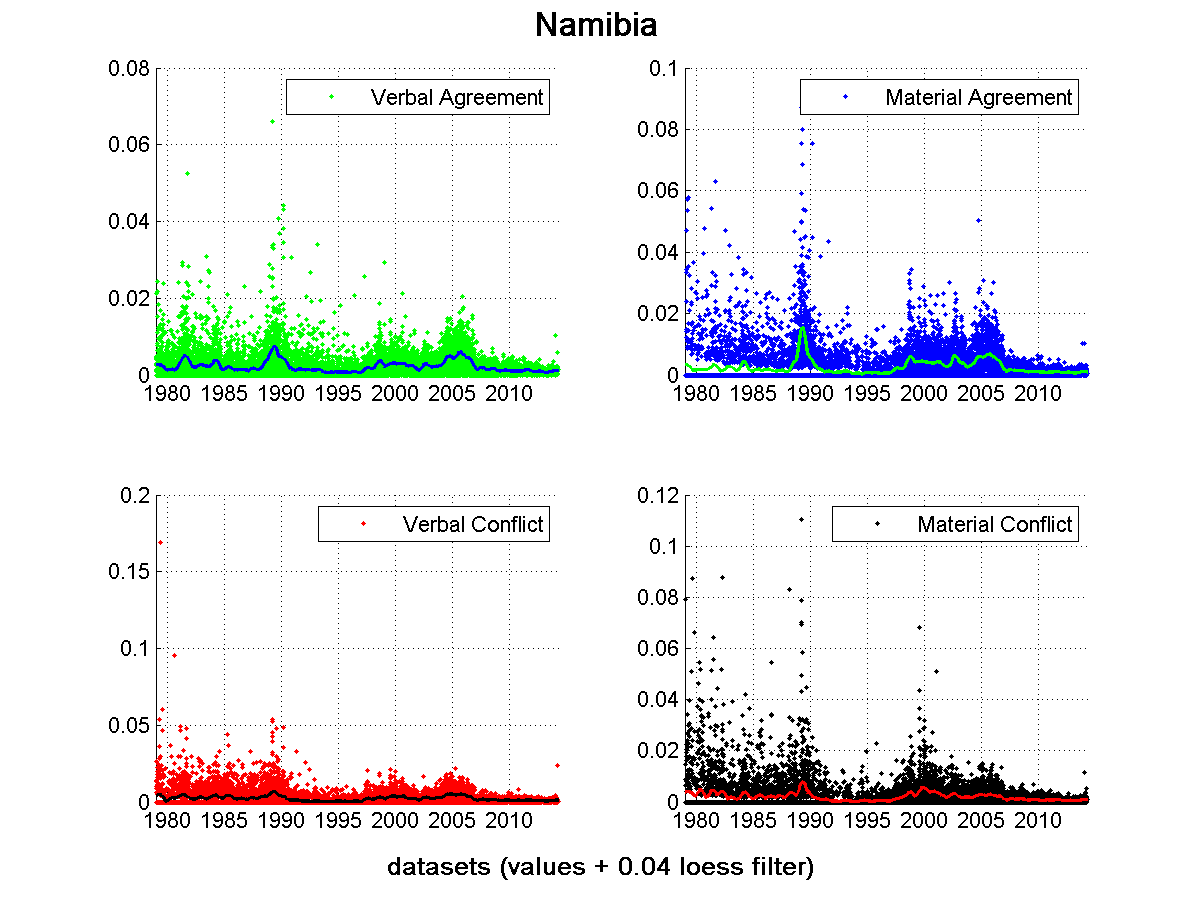 Namibia
0.08
0.06
0.04
0.02
0
Verbal Agreement
1980 1985 1990 1995 2000 2005 2010
0.1
0.08
0.06
0.04
0.02
0
Material Agreement
1980 1985 1990 1995 2000 2005 2010
0.2
0.15
0.1
0.05
0
Verbal Conflict
1980 1985 1990 1995 2000 2005 2010
0.12
0.1
0.08
0.06
0.04
0.02
0
Material Conflict
1980 1985 1990 1995 2000 2005 2010
datasets (values + 0.04 loess filter)